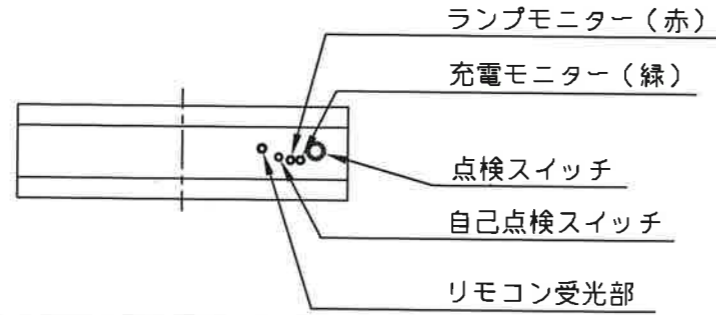 ランプモニター（赤）
充電モニター（緑）
点検スイッチ
自己点検スイッチ
リモコン受光部